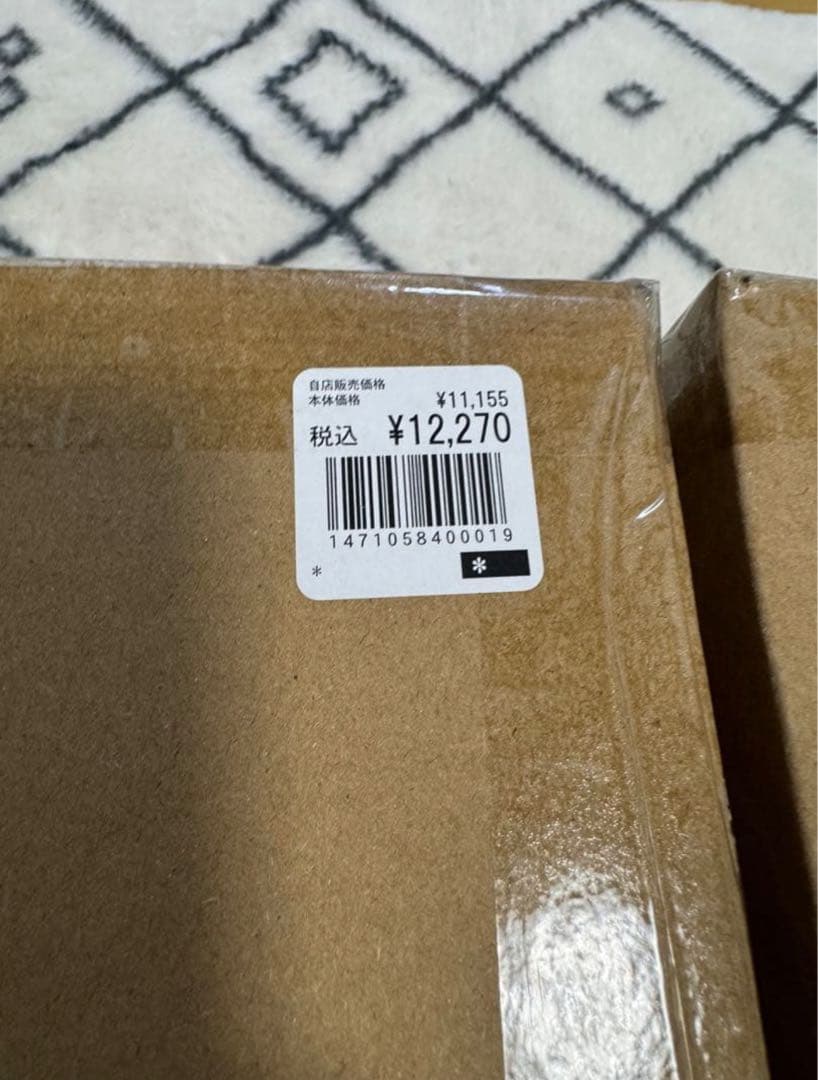 自店販売価格
本体価格 ¥11,155
税込 ¥12,270
1471058400019
*
*